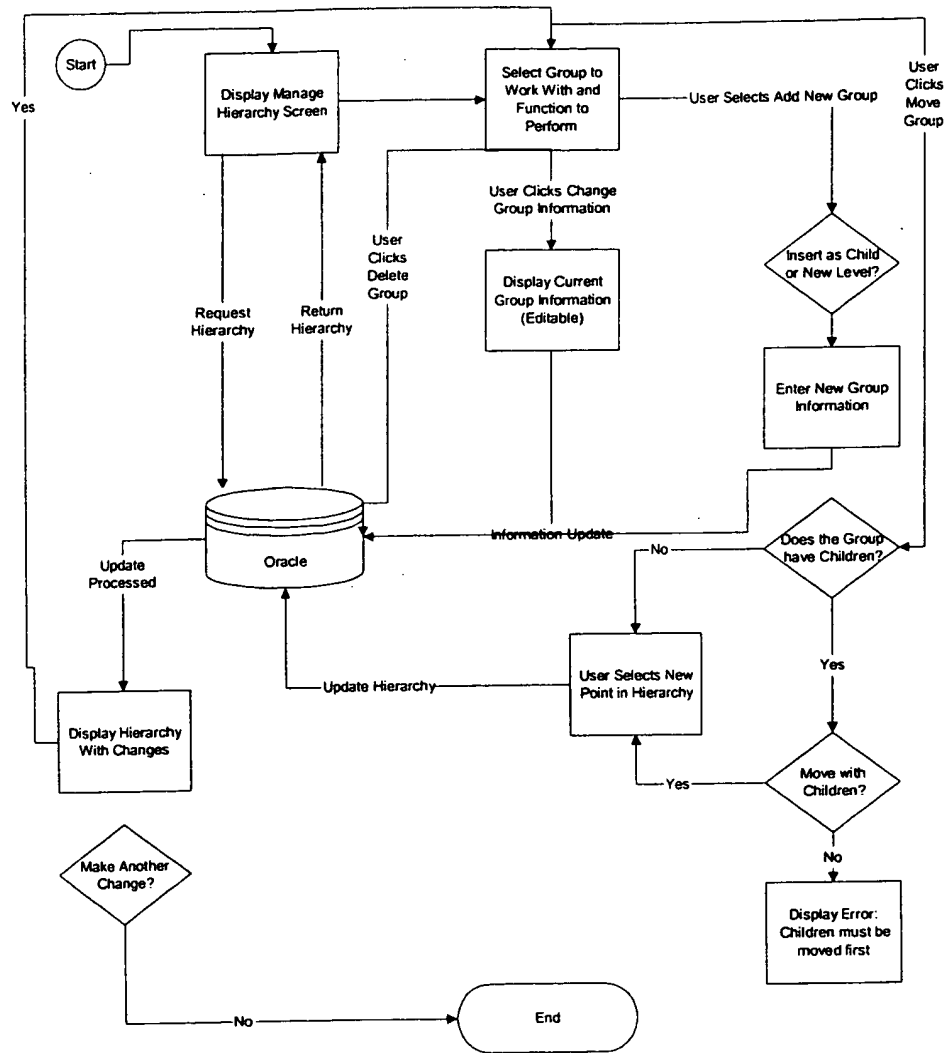 Start
Yes
Display Manage
Hierarchy Screen
Select Group to
Work With and
Function to
Perform
User Selects Add New Group
User
Clicks
Move
Group
User Clicks Change
Group Information
User
Clicks
Delete
Group
Insert as Child
or New Level?
Display Current
Group Information
(Editable)
Request
Hierarchy
Return
Hierarchy
Enter New Group
Information
Information Update
Oracle
Does the Group
have Children?
No
Update
Processed
Yes
Update Hierarchy
User Selects New
Point in Hierarchy
Display Hierarchy
With Changes
Yes
Move with
Children?
No
Make Another
Change?
Display Error:
Children must be
moved first
No
End